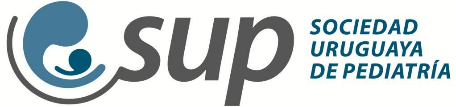 sup
SOCIEDAD
URUGUAYA
DE PEDIATRÍA